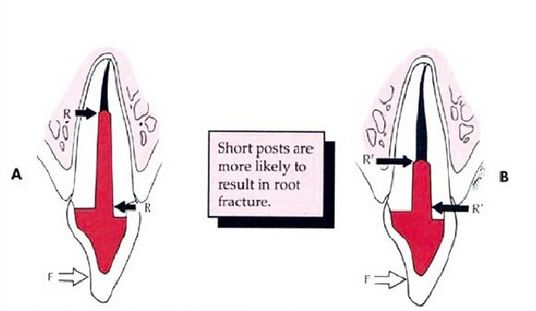 R
A
R
F
Short posts are
more likely to
result in root
fracture.
R'
B
R'
F